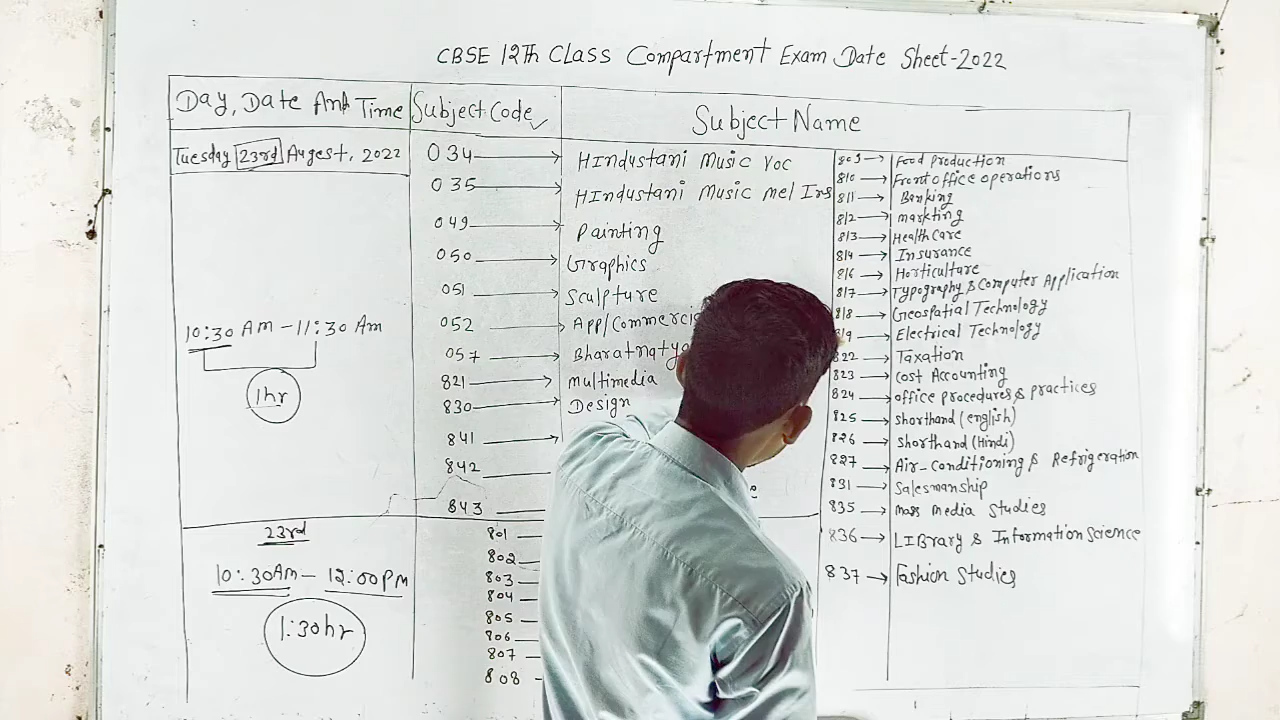 CBSE 12Th Class Compartment Exam Date Sheet-2022
Day, Date And Time
Subject Code
Subject Name
Tuesday 23rd Augest, 2022
10:30 AM - 11:30 Am
1hr
034 → Hindustani Music Voc
035 → Hindustani Music Mel Ins
049 → Painting
050 → Graphics
051 → Sculpture
052 → App/Commercia
057 → Bharatnatya
821 → Multimedia
830 → Design
841 →
842
843
23rd
10:30Am - 12:00PM
1:30hr
801
802
803
804
805
806
807
808
809 → Food Production
810 → Front office operations
811 → Banking
812 → markting
813 → Health Care
814 → Insurance
816 → Horticulture
817 → Typography & Computer Application
818 → Geospatial Technology
819 → Electrical Technology
822 → Taxation
823 → Cost Accounting
824 → office procedures & practices
825 → Shorthand (english)
826 → Shorthand (Hindi)
827 → Air-conditioning & Refrigeration
831 → Salesmanship
835 → mass Media Studies
836 → LIBrary & Information Science
837 → Fashion Studies